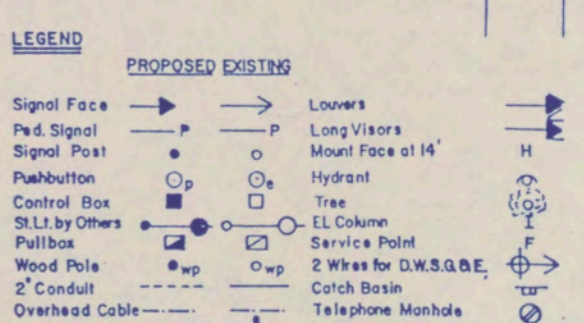 LEGEND
PROPOSED EXISTING
Signal Face Louvers
Ped. Signal P P Long Visors
Signal Post Mount Face at 14' H
Pushbutton p e Hydrant
Control Box Tree
St.Lt. by Others EL Column I
Pullbox Service Point F
Wood Pole wp wp 2 Wires for D.W.S.G.&E.
2" Conduit Catch Basin
Overhead Cable Telephone Manhole